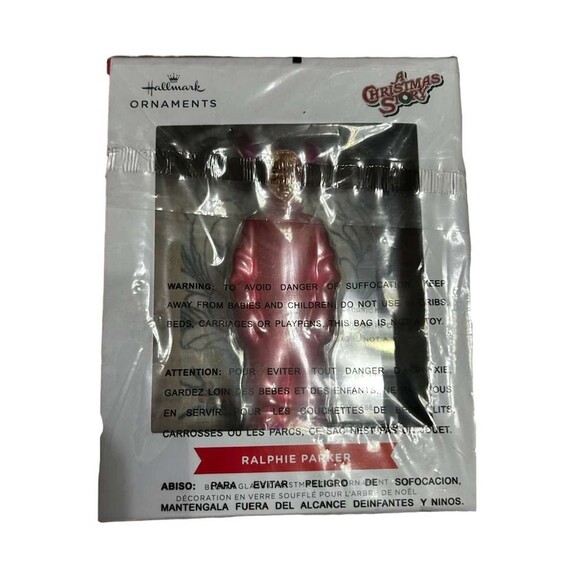 Hallmark
ORNAMENTS
A
CHRISTMAS
STORY
WARNING: TO AVOID DANGER OF SUFFOCATION, KEEP
AWAY FROM BABIES AND CHILDREN. DO NOT USE CRIBS,
BEDS, CARRIAGES OR PLAYPENS, THIS BAG IS NOT A TOY.
NOT A
ATTENTION: POUR EVITER TOUT DANGER
GARDEZ LOIN DES BEBES ET DES ENFANTS,
EN SERVIR POUR LES COUCHETTES DE LITS,
CARROSSES OU LES PARCS, CE SAC N'EST PAS UN JOUET.
RALPHIE PARKER
ABISO: PARA EVITAR PELIGRO DE SOFOCACION,
DÉCORATION EN VERRE SOUFFLÉ POUR L'ARBRE DE NOËL
MANTENGALA FUERA DEL ALCANCE DEINFANTES Y NINOS.